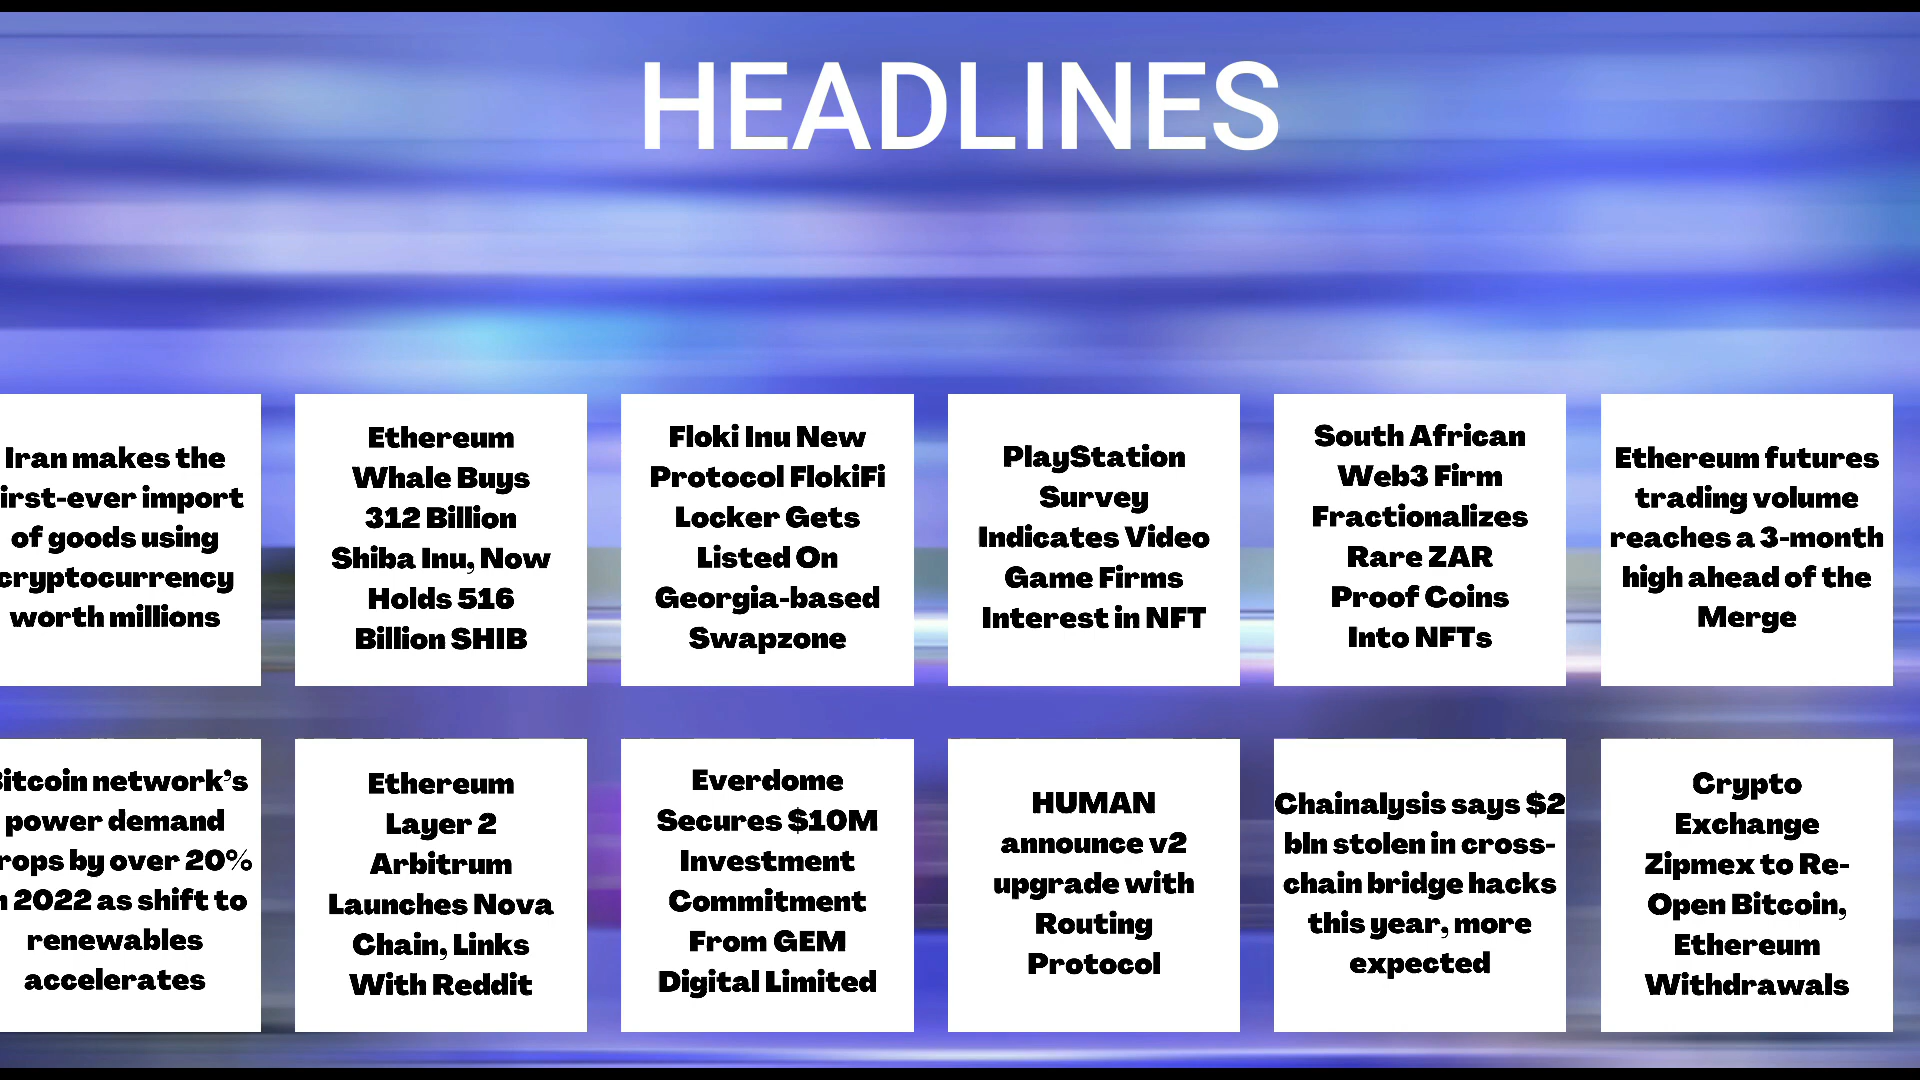 HEADLINES
Iran makes the
irst-ever import
of goods using
cryptocurrency
worth millions
Ethereum
Whale Buys
312 Billion
Shiba Inu, Now
Holds 516
Billion SHIB
Floki Inu New
Protocol FlokiFi
Locker Gets
Listed On
Georgia-based
Swapzone
PlayStation
Survey
Indicates Video
Game Firms
Interest in NFT
South African
Web3 Firm
Fractionalizes
Rare ZAR
Proof Coins
Into NFTs
Ethereum futures
trading volume
reaches a 3-month
high ahead of the
Merge
itcoin network’s
power demand
rops by over 20%
n 2022 as shift to
renewables
accelerates
Ethereum
Layer 2
Arbitrum
Launches Nova
Chain, Links
With Reddit
Everdome
Secures $10M
Investment
Commitment
From GEM
Digital Limited
HUMAN
announce v2
upgrade with
Routing
Protocol
Chainalysis says $2
bln stolen in cross-
chain bridge hacks
this year, more
expected
Crypto
Exchange
Zipmex to Re-
Open Bitcoin,
Ethereum
Withdrawals